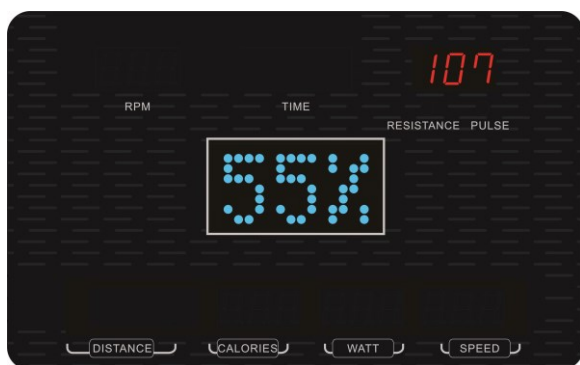 107
RPM TIME
RESISTANCE PULSE
55%
DISTANCE CALORIES WATT SPEED